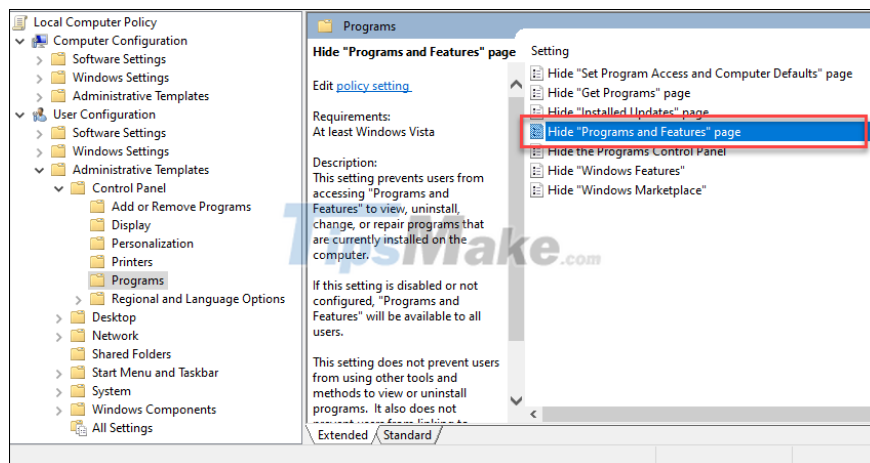 Local Computer Policy
Computer Configuration
Software Settings
Windows Settings
Administrative Templates
User Configuration
Software Settings
Windows Settings
Administrative Templates
Control Panel
Add or Remove Programs
Display
Personalization
Printers
Programs
Regional and Language Options
Desktop
Network
Shared Folders
Start Menu and Taskbar
System
Windows Components
All Settings
Programs
Hide "Programs and Features" page
Edit policy setting
Requirements:
At least Windows Vista
Description:
This setting prevents users from
accessing "Programs and
Features" to view, uninstall,
change, or repair programs that
are currently installed on the
computer.
If this setting is disabled or not
configured, "Programs and
Features" will be available to all
users.
This setting does not prevent users
from using other tools and
methods to view or uninstall
programs.  It also does not
prevent users from linking to
Setting
Hide "Set Program Access and Computer Defaults" page
Hide "Get Programs" page
Hide "Installed Updates" page
Hide "Programs and Features" page
Hide the Programs Control Panel
Hide "Windows Features"
Hide "Windows Marketplace"
TipsMake.com
Extended
Standard